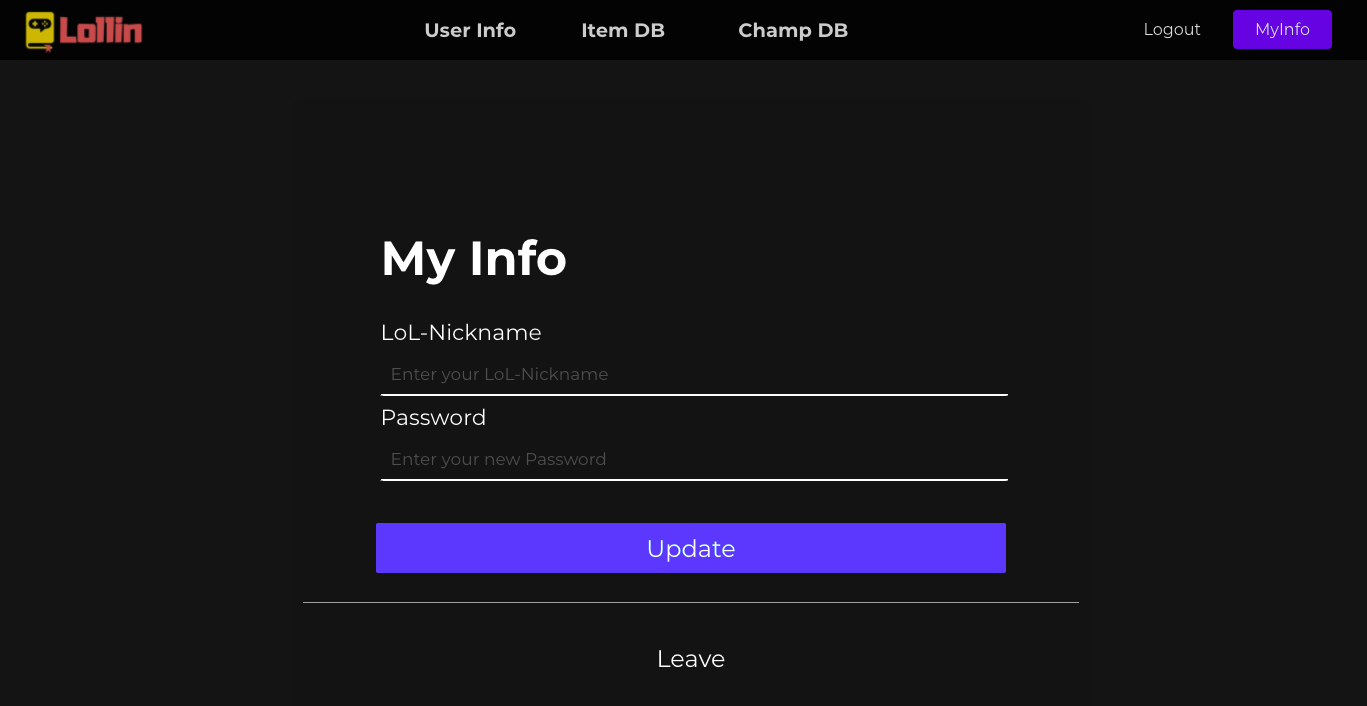 Lollin
User Info Item DB Champ DB Logout MyInfo
My Info
LoL-Nickname
Enter your LoL-Nickname
Password
Enter your new Password
Update
Leave